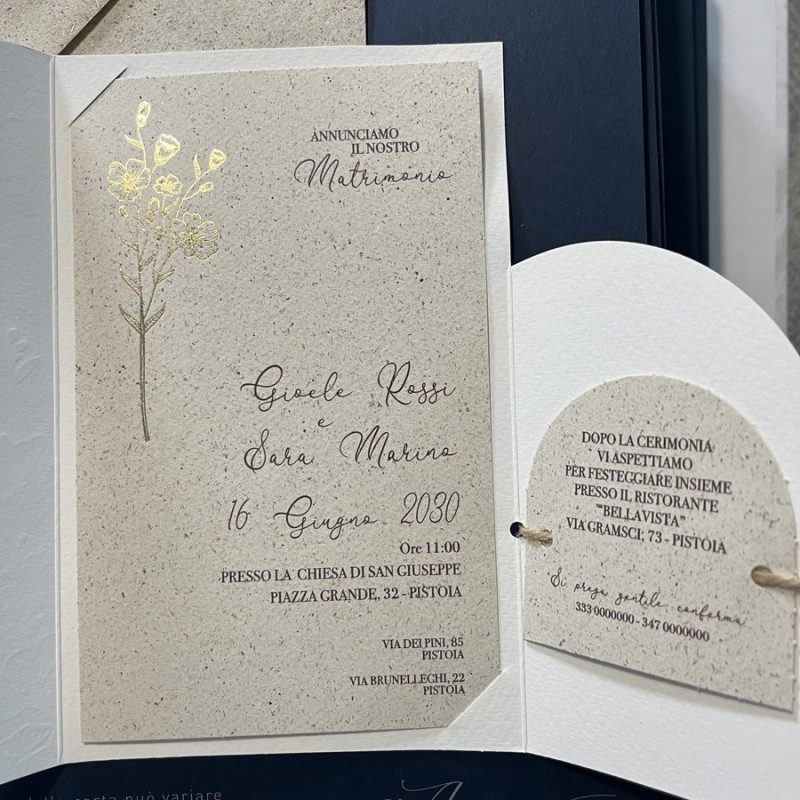 ANNUNCIAMO
IL NOSTRO
Matrimonio
Gioele Rossi
e
Sara Marino
16 Giugno 2030
Ore 11:00
PRESSO LA CHIESA DI SAN GIUSEPPE
PIAZZA GRANDE, 32 - PISTOIA
VIA DEI PINI, 85
PISTOIA
VIA BRUNELLECHI, 22
PISTOIA
DOPO LA CERIMONIA
VI ASPETTIAMO
PER FESTEGGIARE INSIEME
PRESSO IL RISTORANTE
"BELLAVISTA"
VIA GRAMSCI, 73 - PISTOIA
Si prega gentile conferma
333 0000000 - 347 0000000
carta può variare